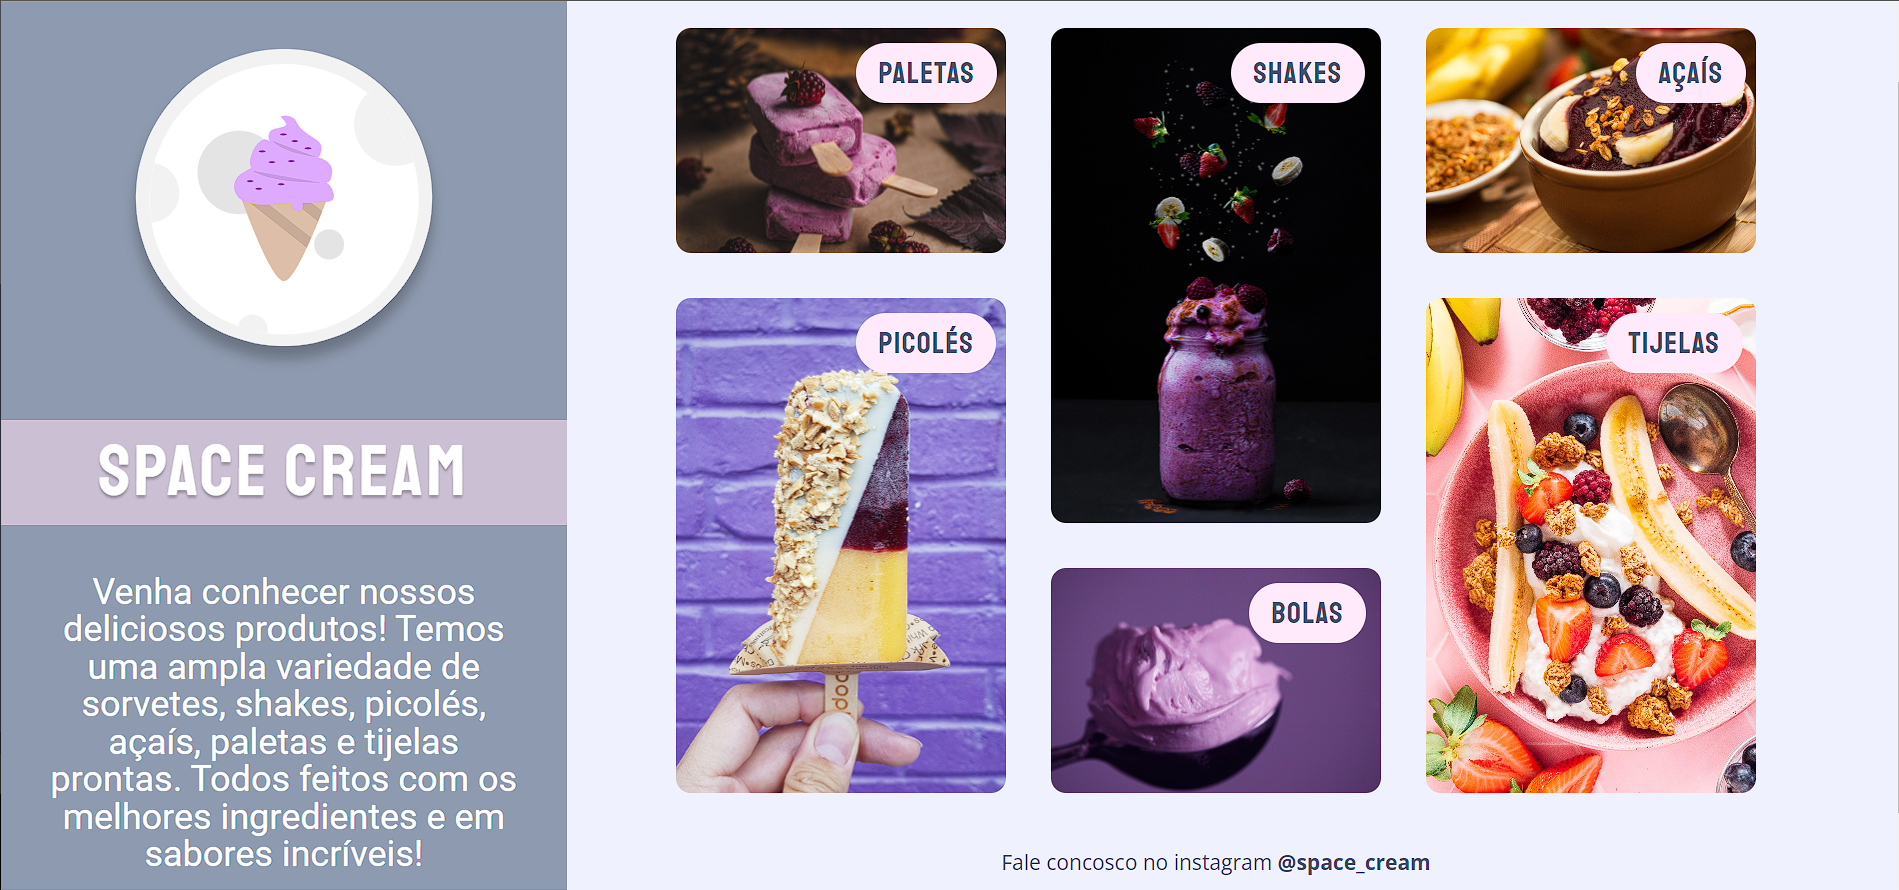 SPACE CREAM
Venha conhecer nossos
deliciosos produtos! Temos
uma ampla variedade de
sorvetes, shakes, picolés,
açaís, paletas e tijelas
prontas. Todos feitos com os
melhores ingredientes e em
sabores incríveis!
PALETAS
SHAKES
AÇAÍS
PICOLÉS
TIJELAS
BOLAS
Fale concosco no instagram @space_cream